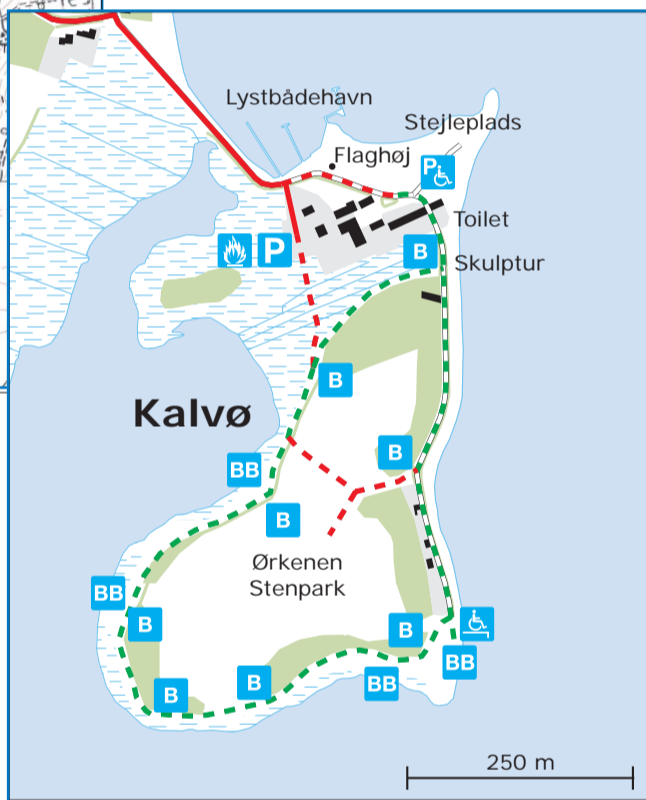 Lystbådehavn
Stejleplads
Flaghøj
P
Toilet
B
P
Skulptur
B
Kalvø
B
BB
B
Ørkenen
Stenpark
BB
B
B
BB
B
BB
B
250 m